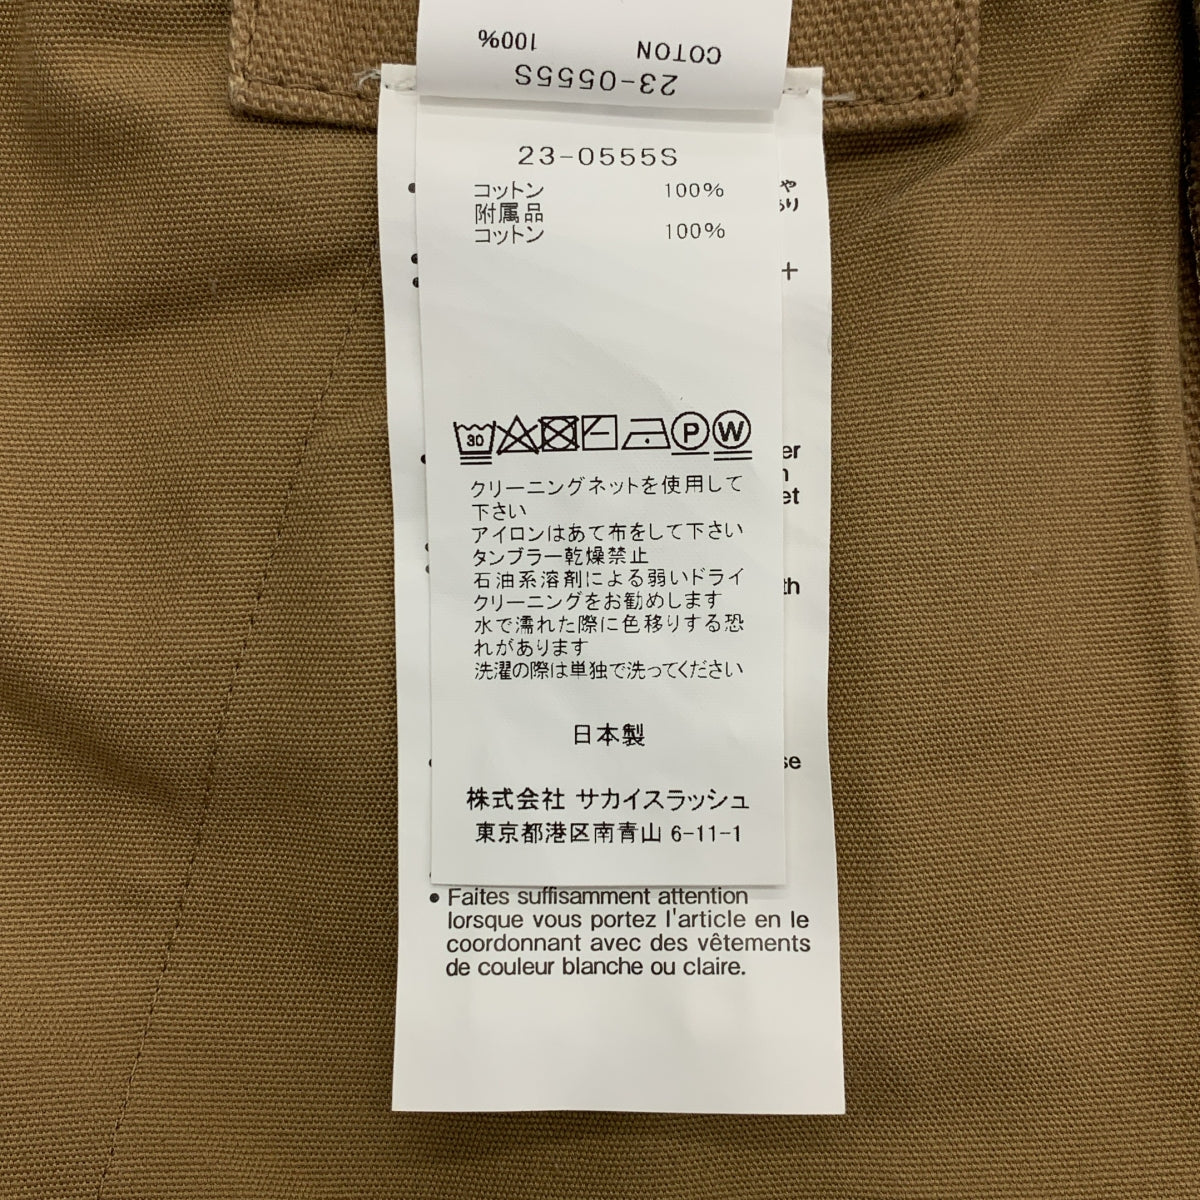 COTON 100%
23-0555S
23-0555S
コットン 100%
附属品
コットン 100%
や
あり
+
30 P W
er
et
クリーニングネットを使用して
下さい
アイロンはあて布をして下さい
タンブラー乾燥禁止
石油系溶剤による弱いドライ
th
クリーニングをお勧めします
水で濡れた際に色移りする恐
れがあります
洗濯の際は単独で洗ってください
日本製
se
株式会社 サカイスラッシュ
東京都港区南青山 6-11-1
• Faites suffisamment attention
lorsque vous portez l'article en le
coordonnant avec des vêtements
de couleur blanche ou claire.